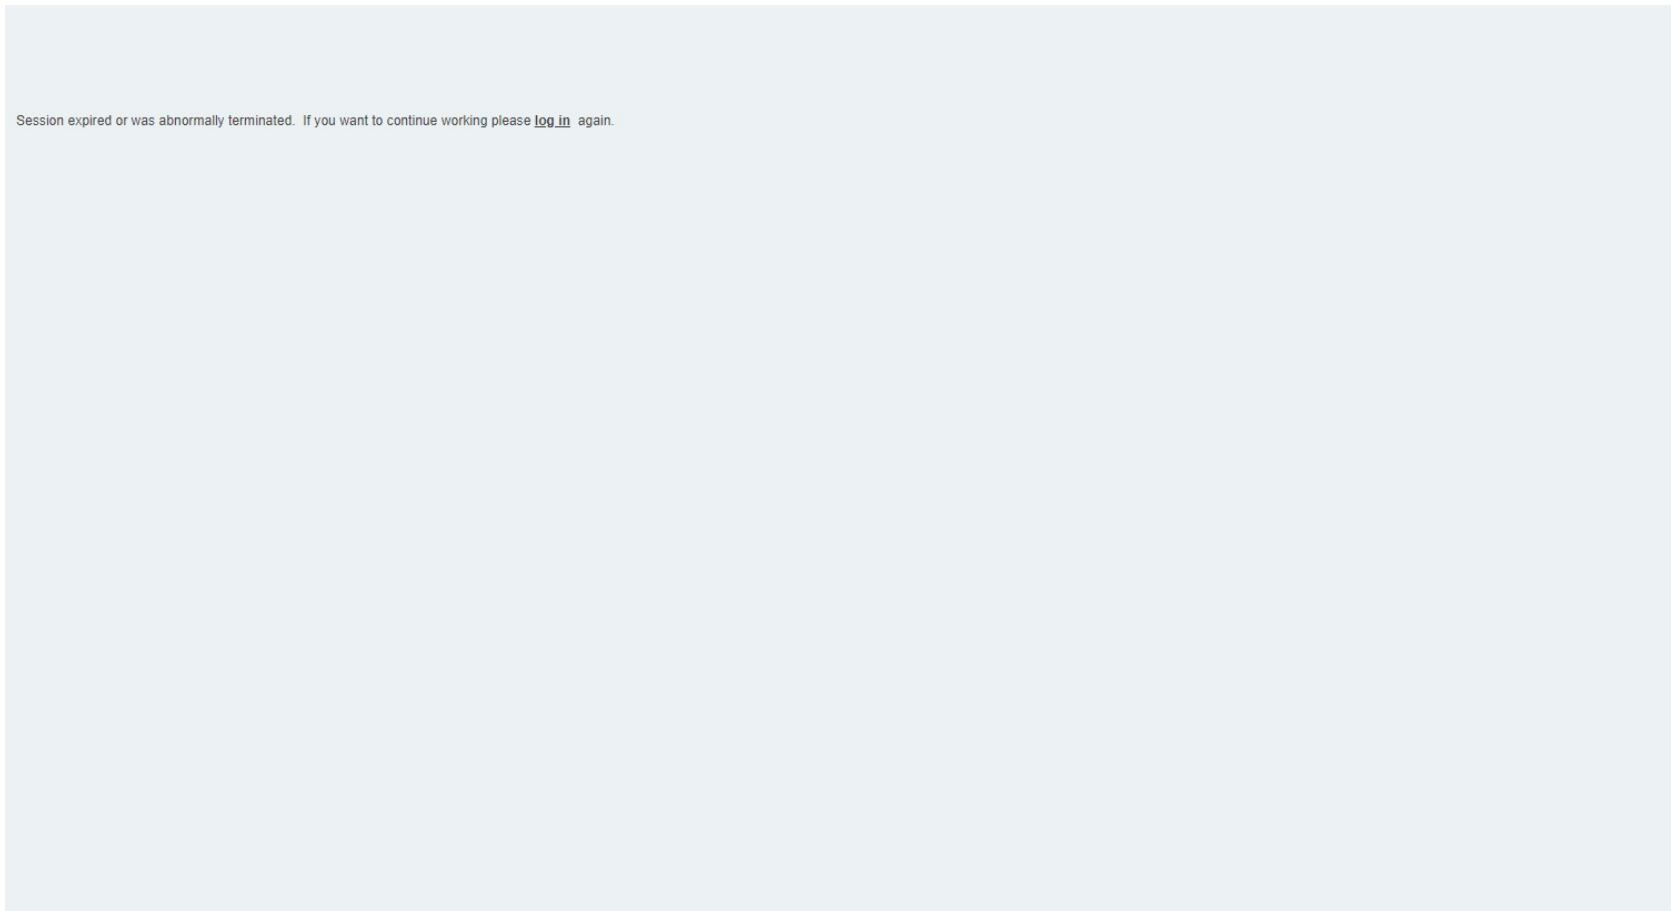 Session expired or was abnormally terminated.  If you want to continue working please log in  again.